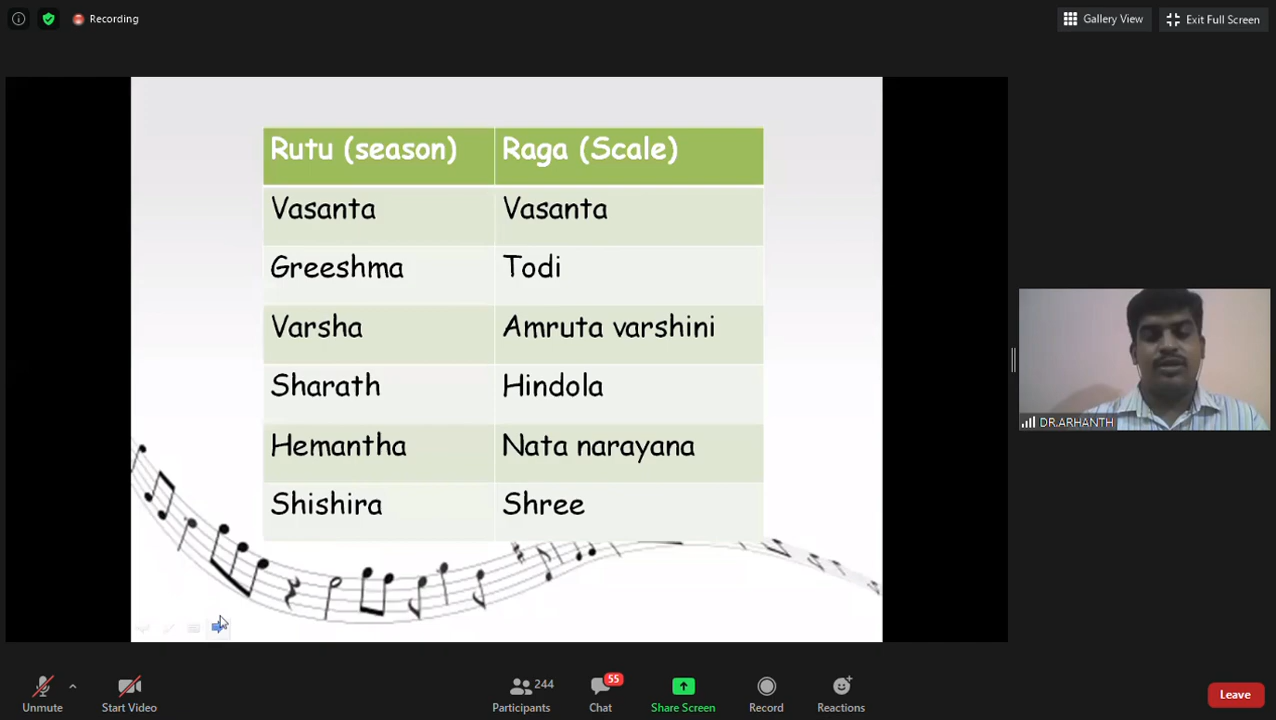 Recording
Gallery View
Exit Full Screen
Rutu (season) Raga (Scale)
Vasanta Vasanta
Greeshma Todi
Varsha Amruta varshini
Sharath Hindola
Hemantha Nata narayana
Shishira Shree
DR.ARHANTH
Unmute
Start Video
244
Participants
55
Chat
Share Screen
Record
Reactions
Leave